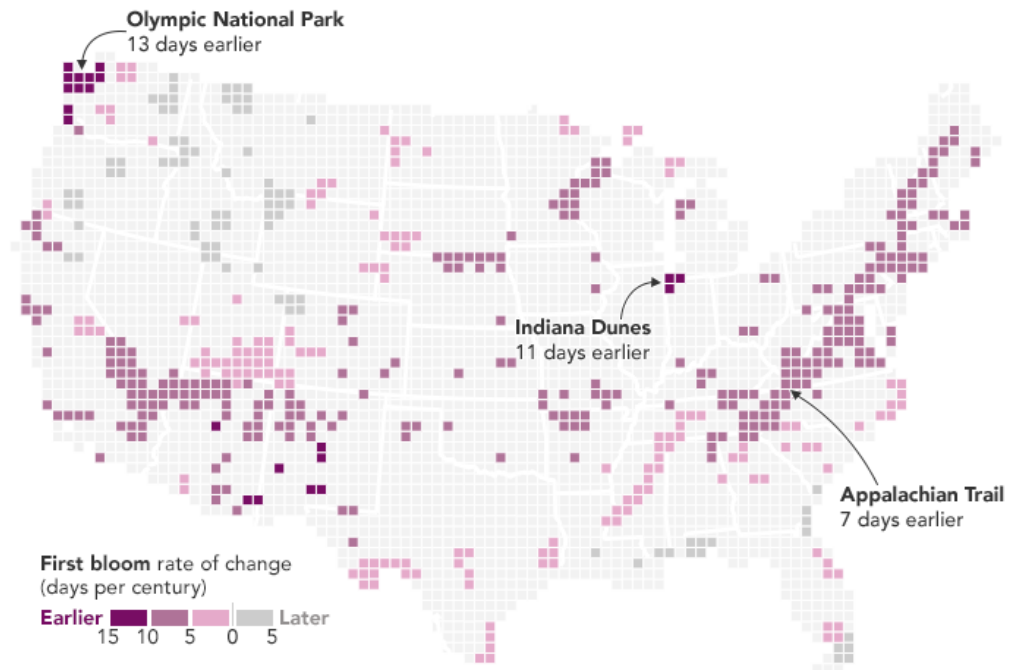 Olympic National Park
13 days earlier
Indiana Dunes
11 days earlier
Appalachian Trail
7 days earlier
First bloom rate of change
(days per century)
Earlier Later
15 10 5 0 5